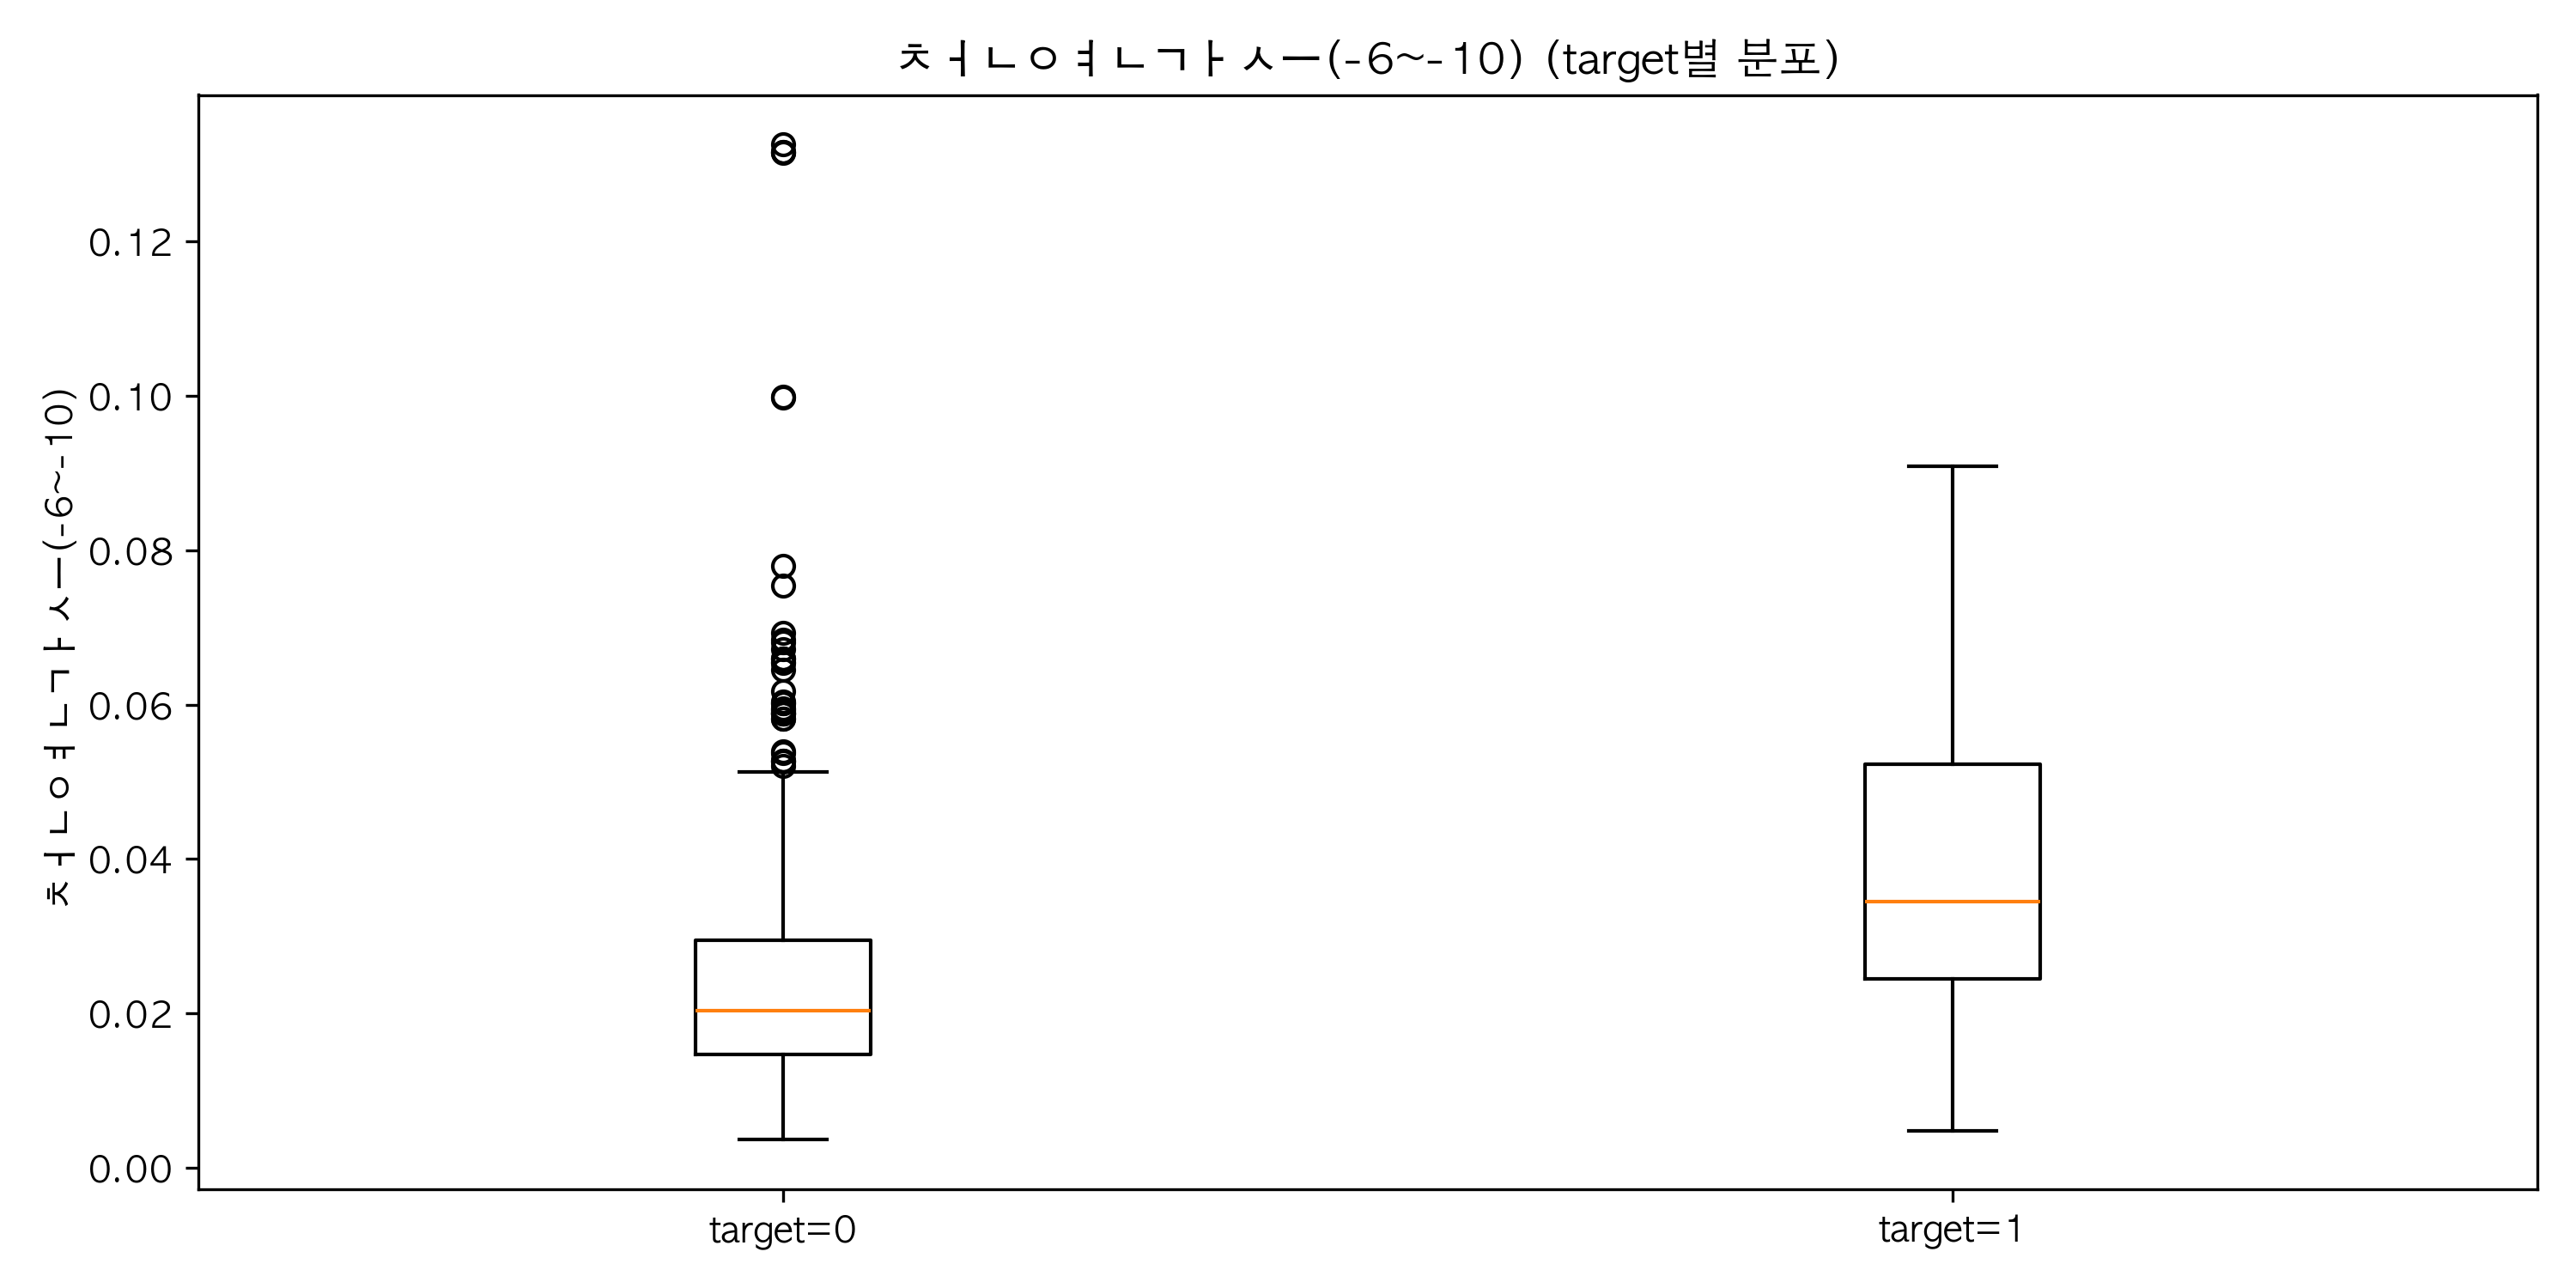 ㅊㅓㄴㅇㅕㄴㄱㅏㅅㅡ(-6~-10) (target별 분포)
ㅊㅓㄴㅇㅕㄴㄱㅏㅅㅡ(-6~-10)
0.12
0.10
0.08
0.06
0.04
0.02
0.00
target=0
target=1